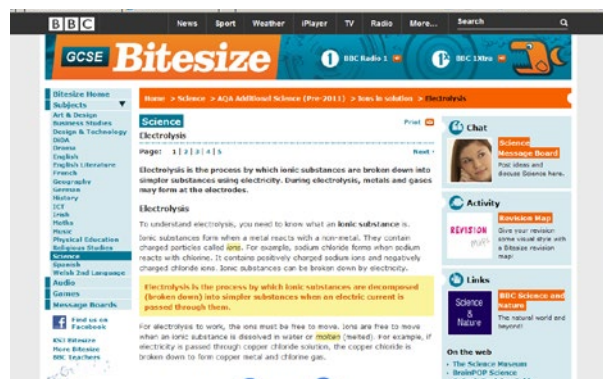 BBC
News Sport Weather iPlayer TV Radio More... Search
GCSE Bitesize
BBC Radio 1
BBC 1Xtra
Home > Science > AQA Additional Science (Pre-2011) > Ions in solution > Electrolysis
Bitesize Home
Subjects
Art & Design
Business Studies
Design & Technology
DiDA
Drama
English
English Literature
French
Geography
German
History
ICT
Irish
Maths
Music
Physical Education
Religious Studies
Science
Spanish
Welsh 2nd Language
Audio
Games
Message Boards
Find us on
Facebook
KS3 Bitesize
More Bitesize
BBC Teachers
Science
Print
Electrolysis
Page: 1 | 2 | 3 | 4 | 5
Next
Electrolysis is the process by which ionic substances are broken down into
simpler substances using electricity. During electrolysis, metals and gases
may form at the electrodes.
Electrolysis
To understand electrolysis, you need to know what an ionic substance is.
Ionic substances form when a metal reacts with a non-metal. They contain
charged particles called ions. For example, sodium chloride forms when sodium
reacts with chlorine. It contains positively charged sodium ions and negatively
charged chloride ions. Ionic substances can be broken down by electricity.
Electrolysis is the process by which ionic substances are decomposed
(broken down) into simpler substances when an electric current is
passed through them.
For electrolysis to work, the ions must be free to move. Ions are free to move
when an ionic substance is dissolved in water or molten (melted). For example, if
electricity is passed through copper chloride solution, the copper chloride is
broken down to form copper metal and chlorine gas.
Chat
Science
Message Board
Post ideas and
discuss Science here.
Activity
REVISION
MAPS
Revision Map
Give your revision
some visual style with
a Bitesize revision
map!
Links
Science
&
Nature
BBC Science and
Nature
The natural world and
beyond!
On the web
The Science Museum
BrainPOP Science